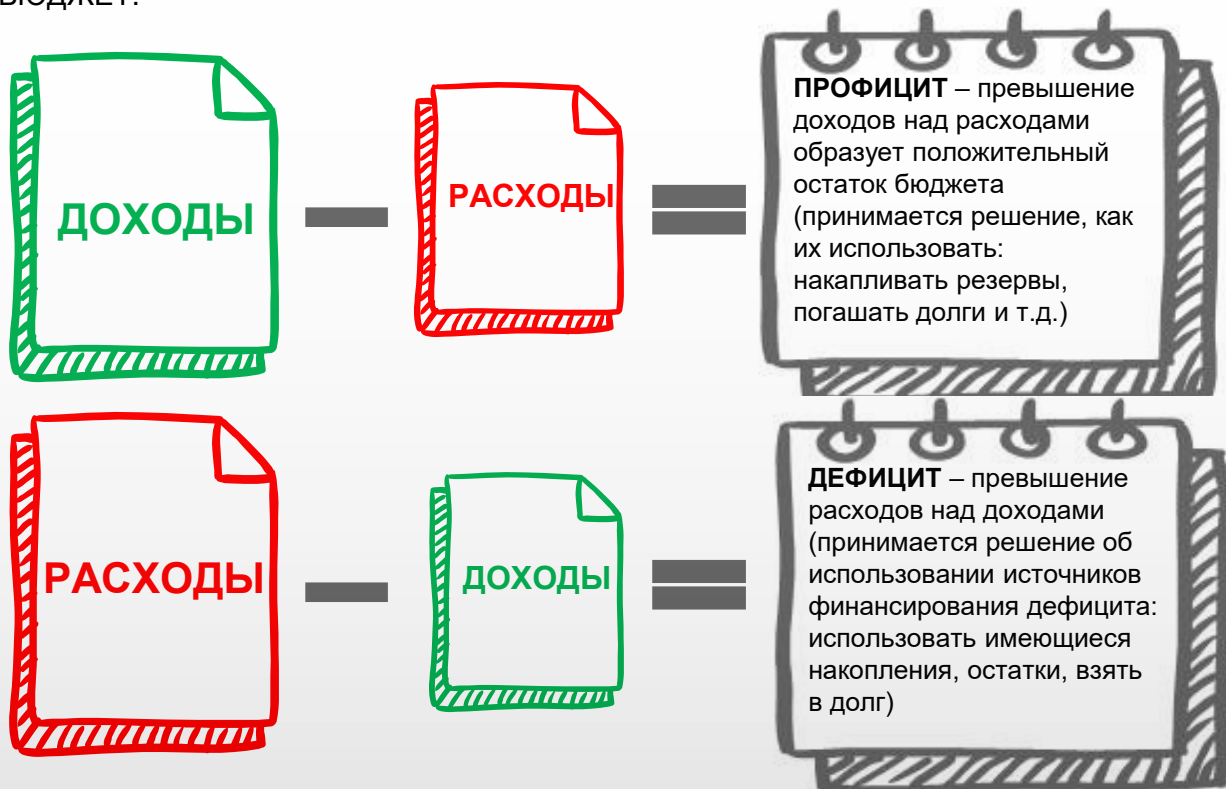 БЮДЖЕТ:
ДОХОДЫ
РАСХОДЫ
ПРОФИЦИТ – превышение
доходов над расходами
образует положительный
остаток бюджета
(принимается решение, как
их использовать:
накапливать резервы,
погашать долги и т.д.)
РАСХОДЫ
ДОХОДЫ
ДЕФИЦИТ – превышение
расходов над доходами
(принимается решение об
использовании источников
финансирования дефицита:
использовать имеющиеся
накопления, остатки, взять
в долг)